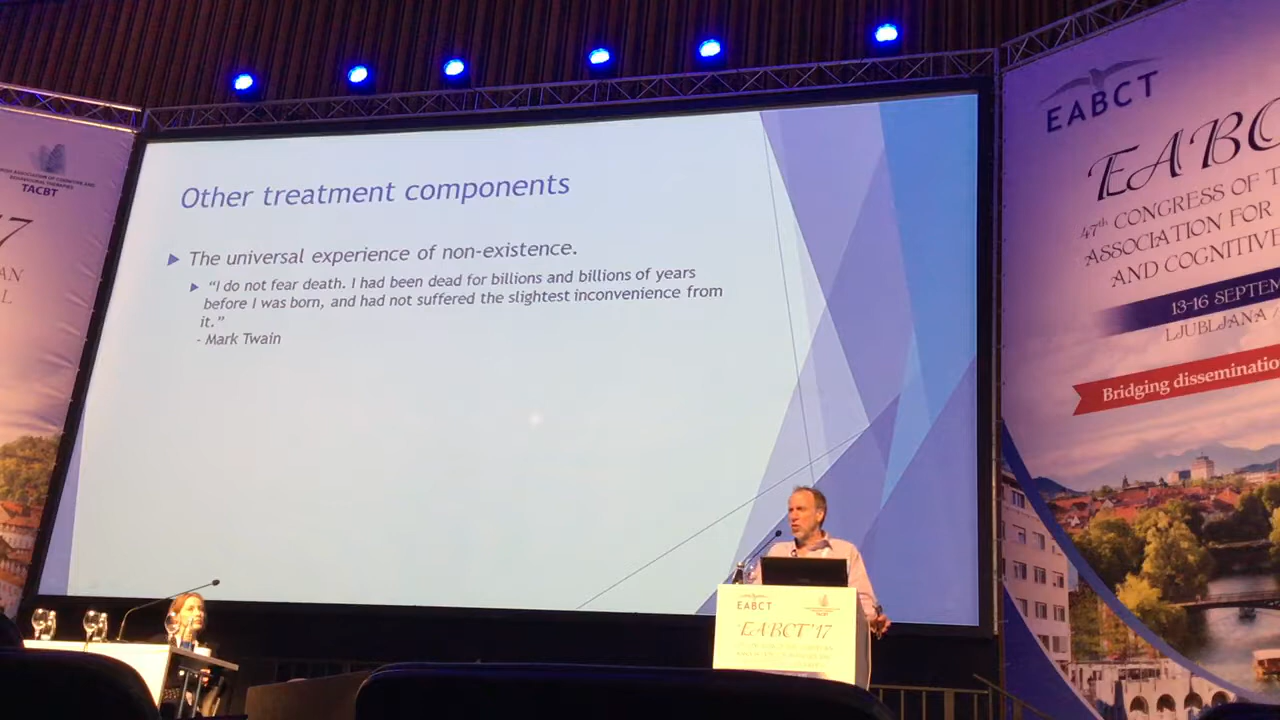 Other treatment components
The universal experience of non-existence.
"I do not fear death. I had been dead for billions and billions of years
before I was born, and had not suffered the slightest inconvenience from
it."
- Mark Twain
TACBT
17
EABCT
EABC
47th CONGRESS OF T
ASSOCIATION FOR
AND COGNITIVE
13-16 SEPTEM
LJUBLJANA /
Bridging disseminatio
EABCT
EABCT'17